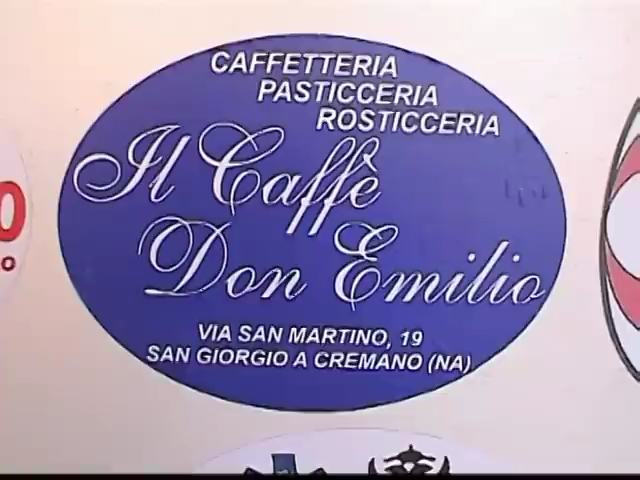 CAFFETTERIA
PASTICCERIA
ROSTICCERIA
Il Caffè
Don Emilio
VIA SAN MARTINO, 19
SAN GIORGIO A CREMANO (NA)